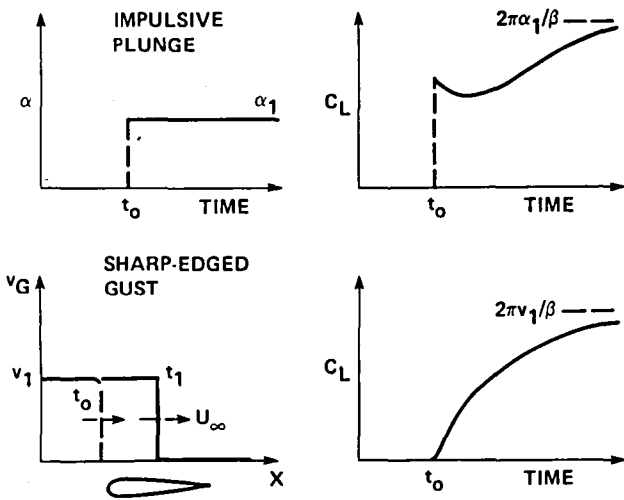 IMPULSIVE
PLUNGE
α
α1
t0
TIME
2πα1/β
CL
t0
TIME
SHARP-EDGED
GUST
vG
v1
t0
t1
U∞
X
2πv1/β
CL
t0
TIME